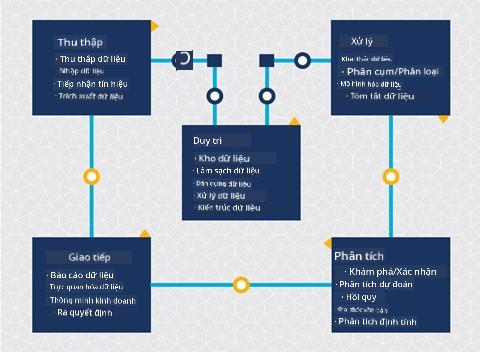 Thu thập
· Thu thập dữ liệu
Nhập dữ liệu
· Tiếp nhận tín hiệu
· Trích xuất dữ liệu
Xử lý
Khai thác dữ liệu
· Phân cụm/Phân loại
· Mô hình hóa dữ liệu
· Tóm tắt dữ liệu
Duy trì
· Kho dữ liệu
· Làm sạch dữ liệu
· Dàn dựng dữ liệu
· Xử lý dữ liệu
· Kiến trúc dữ liệu
Giao tiếp
· Báo cáo dữ liệu
Trực quan hóa dữ liệu
Thông minh kinh doanh
· Ra quyết định
Phân tích
· Khám phá/Xác nhận
· Phân tích dự đoán
· Hồi quy
văn bản
· Phân tích định tính